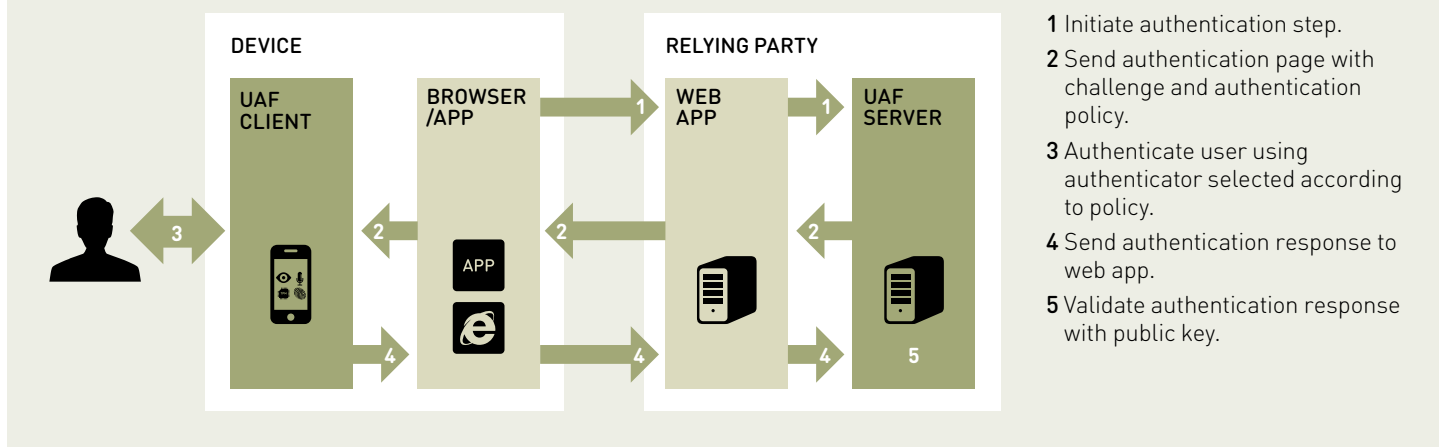 DEVICE
RELYING PARTY
UAF
CLIENT
BROWSER
/APP
WEB
APP
UAF
SERVER
1
1
2
2
2
3
APP
4
4
4
5
1 Initiate authentication step.
2 Send authentication page with
challenge and authentication
policy.
3 Authenticate user using
authenticator selected according
to policy.
4 Send authentication response to
web app.
5 Validate authentication response
with public key.